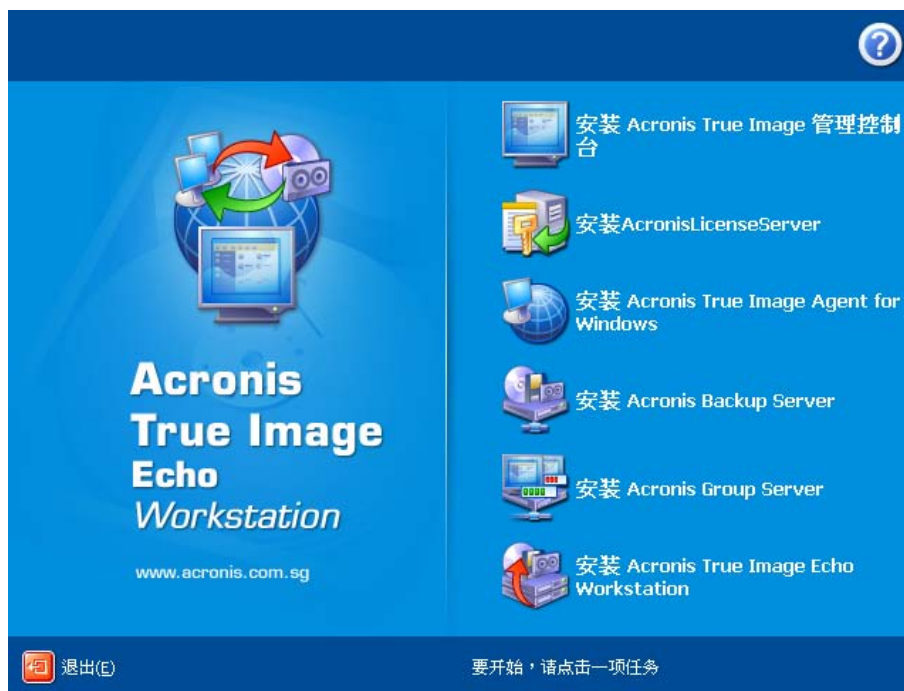 ?
安装 Acronis True Image 管理控制
台
安装AcronisLicenseServer
安装 Acronis True Image Agent for
Windows
安装 Acronis Backup Server
安装 Acronis Group Server
安装 Acronis True Image Echo
Workstation
Acronis
True Image
Echo
Workstation
www.acronis.com.sg
退出(E)
要开始，请点击一项任务